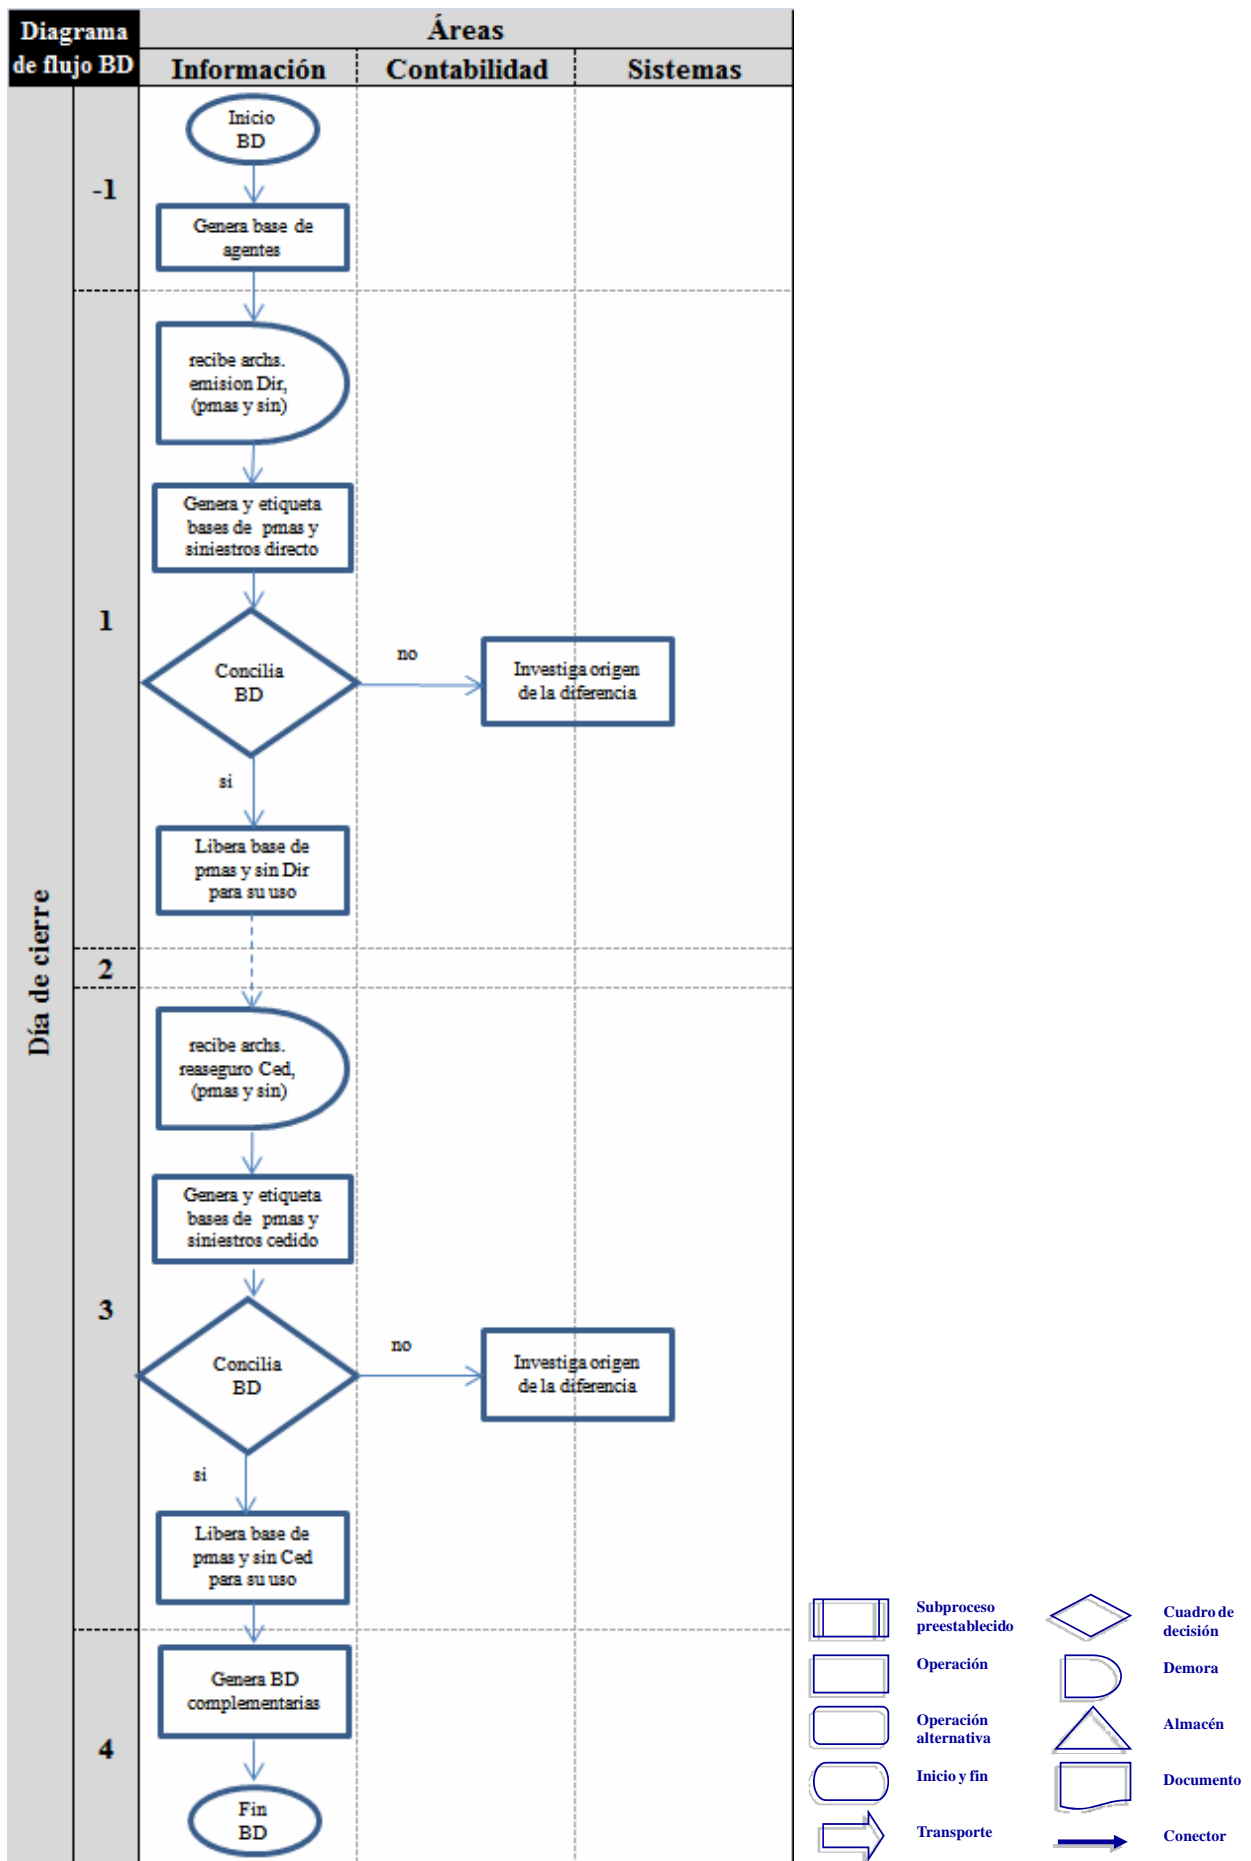 Diagrama
de flujo BD
Áreas
Información
Contabilidad
Sistemas
Día de cierre
-1
Inicio
BD
Genera base de
agentes
1
recibe archs.
emision Dir,
(pmas y sin)
Genera y etiqueta
bases de pmas y
siniestros directo
Concilia
BD
no
Investiga origen
de la diferencia
si
Libera base de
pmas y sin Dir
para su uso
2
3
recibe archs.
reaseguro Ced,
(pmas y sin)
Genera y etiqueta
bases de pmas y
siniestros cedido
Concilia
BD
no
Investiga origen
de la diferencia
si
Libera base de
pmas y sin Ced
para su uso
4
Genera BD
complementarias
Fin
BD
Subproceso
preestablecido
Cuadro de
decisión
Operación
Demora
Operación
alternativa
Almacén
Inicio y fin
Documento
Transporte
Conector